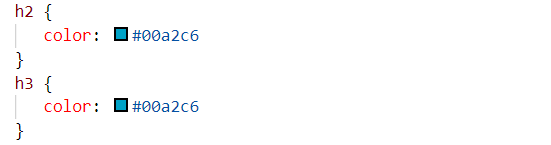 h2 {
color: #00a2c6
}
h3 {
color: #00a2c6
}